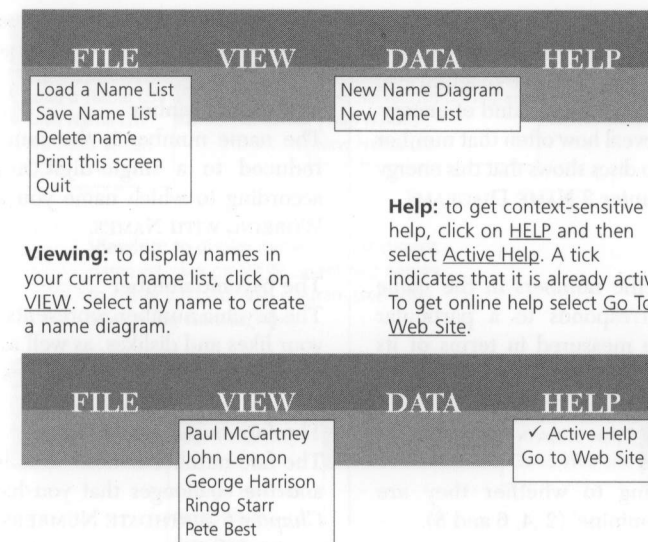 FILE VIEW DATA HELP
Load a Name List
Save Name List
Delete name
Print this screen
Quit
New Name Diagram
New Name List
Viewing: to display names in
your current name list, click on
VIEW. Select any name to create
a name diagram.
Help: to get context-sensitive
help, click on HELP and then
select Active Help. A tick
indicates that it is already
To get online help select Go To
Web Site.
FILE VIEW DATA HELP
Paul McCartney
John Lennon
George Harrison
Ringo Starr
Pete Best
✓ Active Help
Go to Web Site